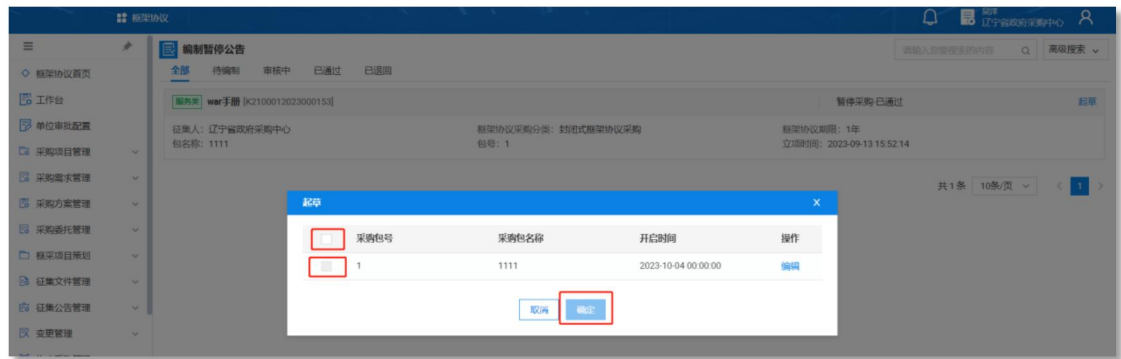 框架协议
辽宁省政府采购中心
编制暂停公告
请输入您要搜索的内容
高级搜索
全部 待编制 审核中 已通过 已退回
框架协议首页
工作台
单位审批配置
采购项目管理
采购需求管理
采购方案管理
采购委托管理
框采项目策划
征集文件管理
征集公告管理
变更管理
服务类 war手册 [K2100012023000153]
暂停采购-已通过
起草
征集人：辽宁省政府采购中心
框架协议采购分类：封闭式框架协议采购
框架协议期限：1年
包名称：1111
包号：1
立项时间：2023-09-13 15:52:14
共 1 条 10条/页 1
起草 X
采购包号 采购包名称 开启时间 操作
1 1111 2023-10-04 00:00:00 编辑
取消 确定